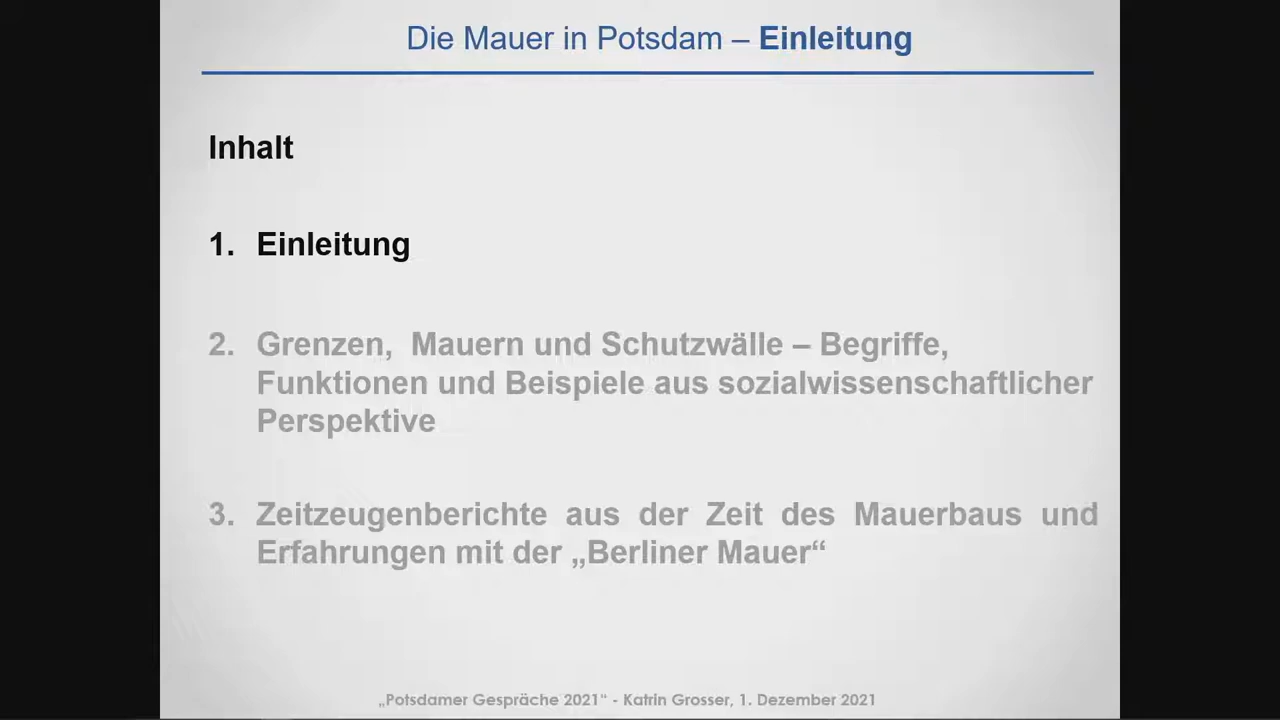 Die Mauer in Potsdam – Einleitung
Inhalt
1. Einleitung
2. Grenzen, Mauern und Schutzwälle – Begriffe,
Funktionen und Beispiele aus sozialwissenschaftlicher
Perspektive
3. Zeitzeugenberichte aus der Zeit des Mauerbaus und
Erfahrungen mit der „Berliner Mauer“
„Potsdamer Gespräche 2021“ - Katrin Grosser, 1. Dezember 2021